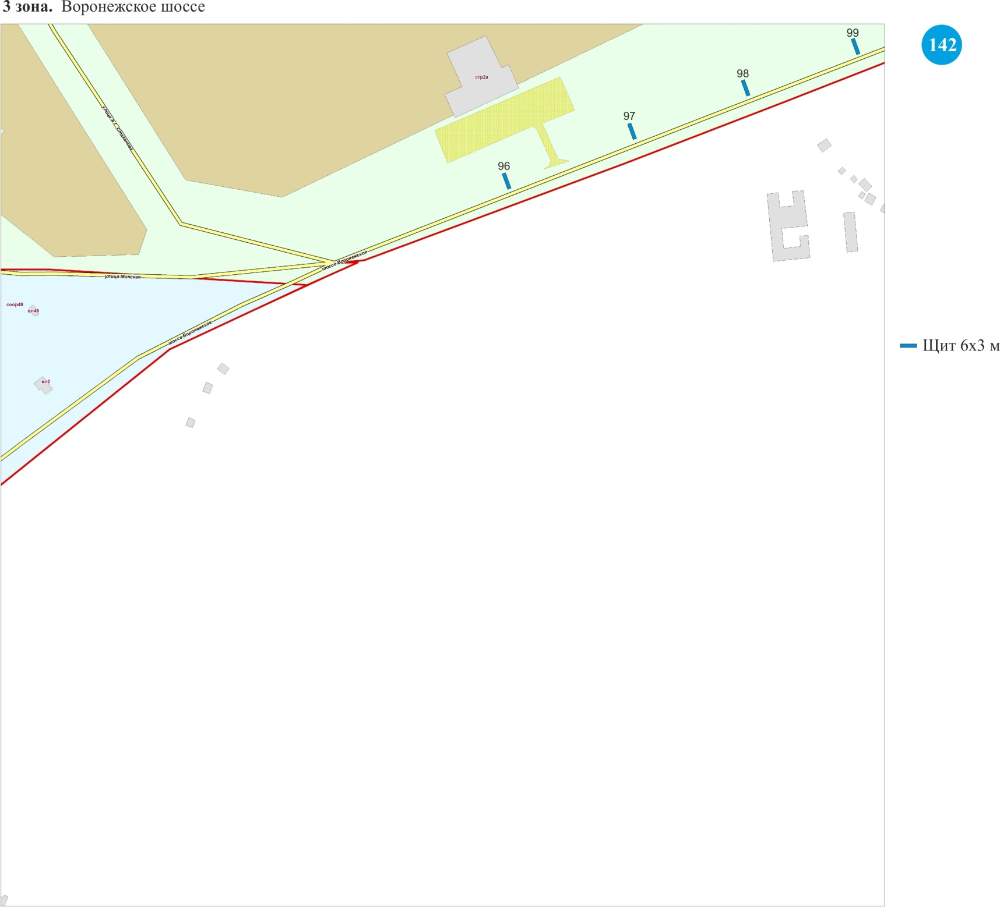 3 зона. Воронежское шоссе
142
99
98
97
96
стр2а
улица А.Г. Стаханова
шоссе Воронежское
улица Минская
соор49
вл49
шоссе Воронежское
вл2
Щит 6х3 м